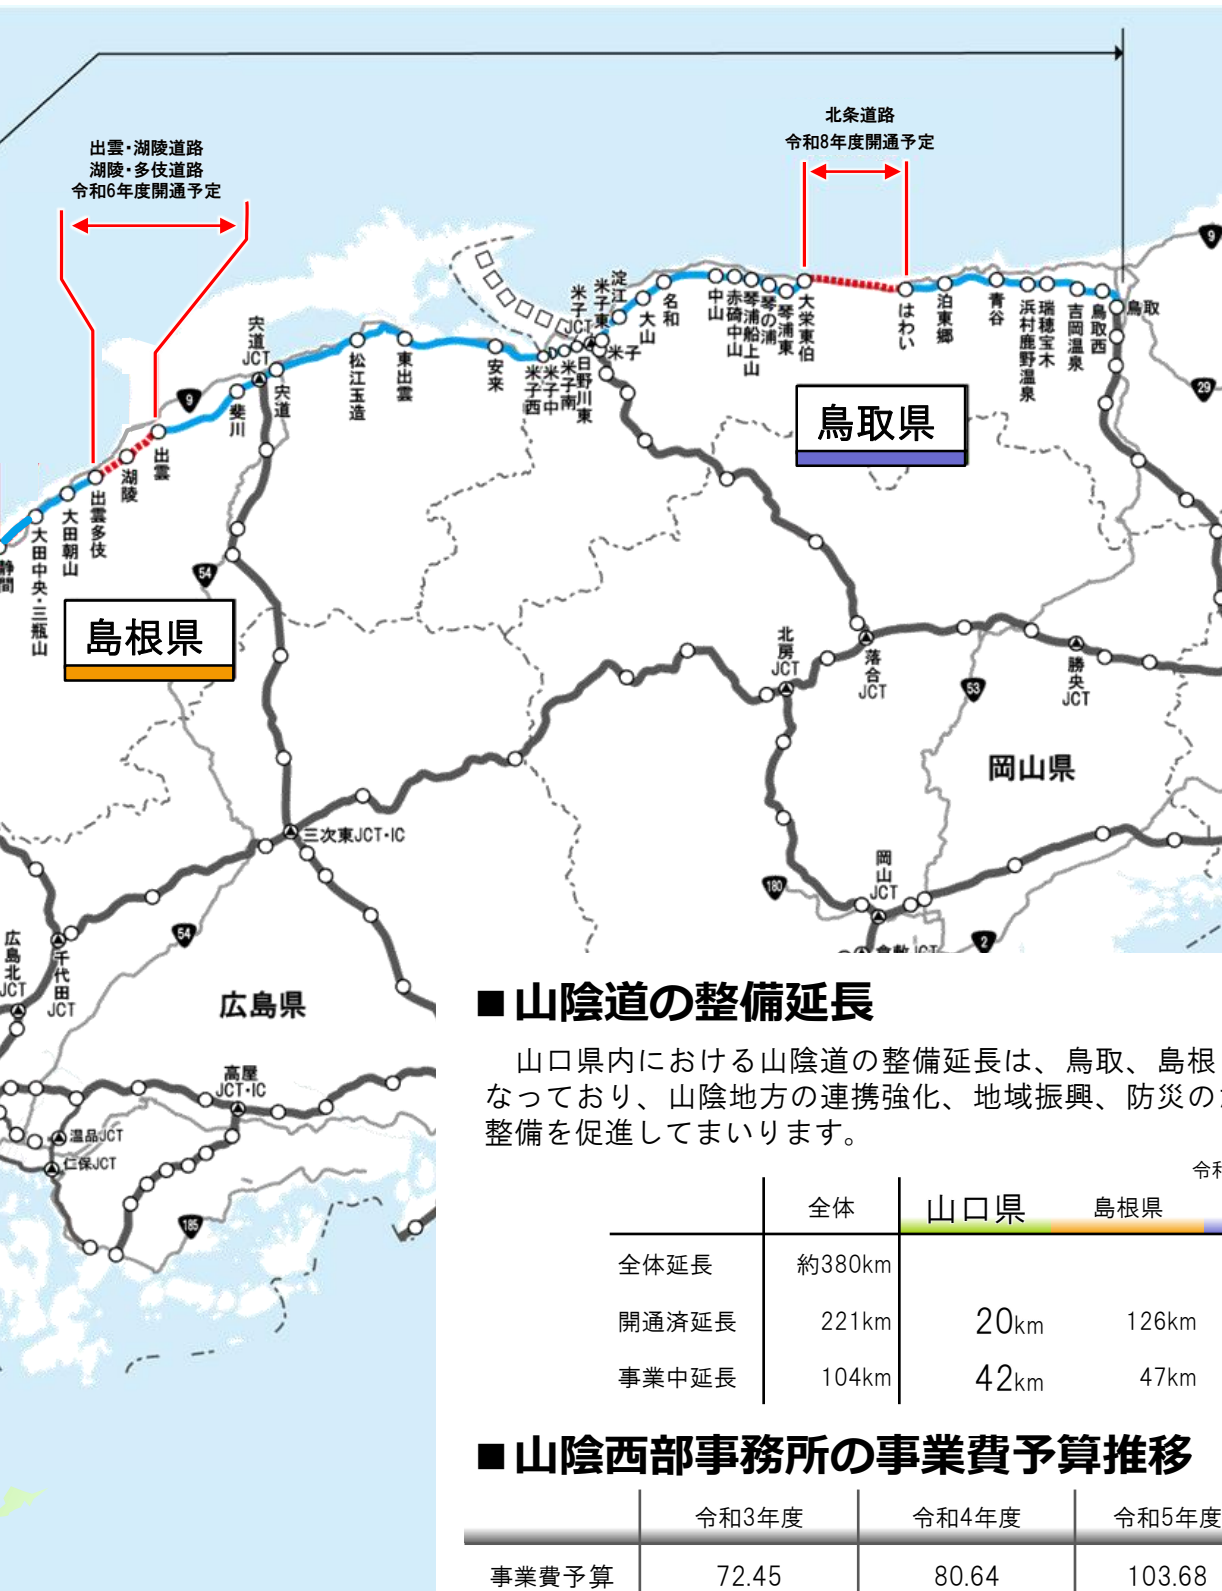 出雲・湖陵道路
湖陵・多伎道路
令和6年度開通予定
北条道路
令和8年度開通予定
静間
大田中央・三瓶山
大田朝山
出雲多伎
湖陵
出雲
斐川
宍道JCT
宍道
松江玉造
東出雲
安来
米子西
米子中
米子南
日野川東
米子JCT
米子東
米子
淀江
大山
名和
中山
赤碕中山
琴浦船上山
琴の浦
琴浦東
大栄東伯
はわい
泊東郷
青谷
浜村鹿野温泉
瑞穂宝木
吉岡温泉
鳥取西
鳥取
9
9
29
54
島根県
鳥取県
北房JCT
落合JCT
勝央JCT
53
岡山県
三次東JCT・IC
岡山JCT
180
2
倉敷JCT
54
広島北JCT
千代田JCT
広島県
高屋JCT・IC
温品JCT
仁保JCT
185
■山陰道の整備延長
山口県内における山陰道の整備延長は、鳥取、島根
なっており、山陰地方の連携強化、地域振興、防災の
整備を促進してまいります。
令和
全体 山口県 島根県
全体延長 約380km
開通済延長 221km 20km 126km
事業中延長 104km 42km 47km
■山陰西部事務所の事業費予算推移
令和3年度 令和4年度 令和5年度
事業費予算 72.45 80.64 103.68